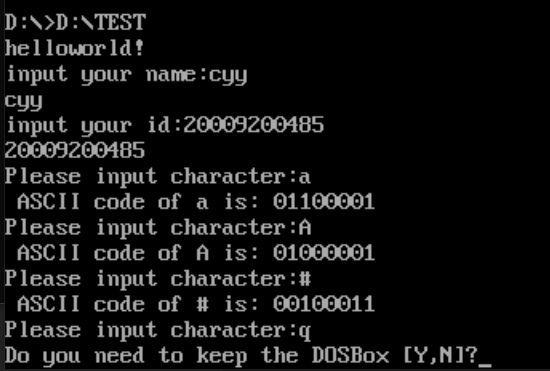 D:\>D:\TEST
helloworld!
input your name:cyy
cyy
input your id:20009200485
20009200485
Please input character:a
 ASCII code of a is: 01100001
Please input character:A
 ASCII code of A is: 01000001
Please input character:#
 ASCII code of # is: 00100011
Please input character:q
Do you need to keep the DOSBox [Y,N]?_